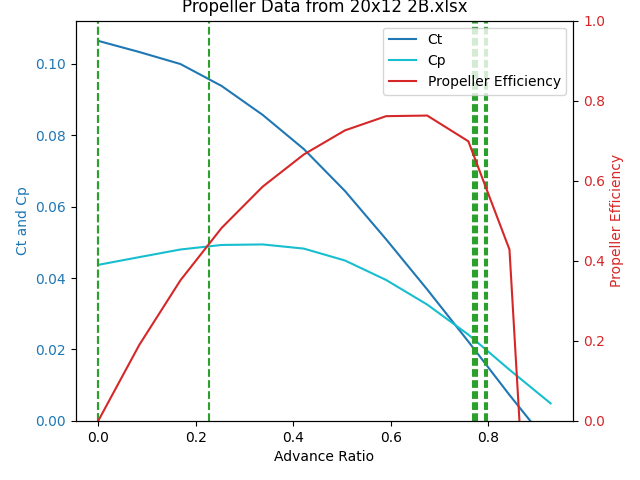 Propeller Data from 20x12 2B.xlsx
Ct
Cp
Propeller Efficiency
0.10
0.08
0.06
0.04
0.02
0.00
Ct and Cp
1.0
0.8
0.6
0.4
0.2
0.0
Propeller Efficiency
0.0 0.2 0.4 0.6 0.8
Advance Ratio